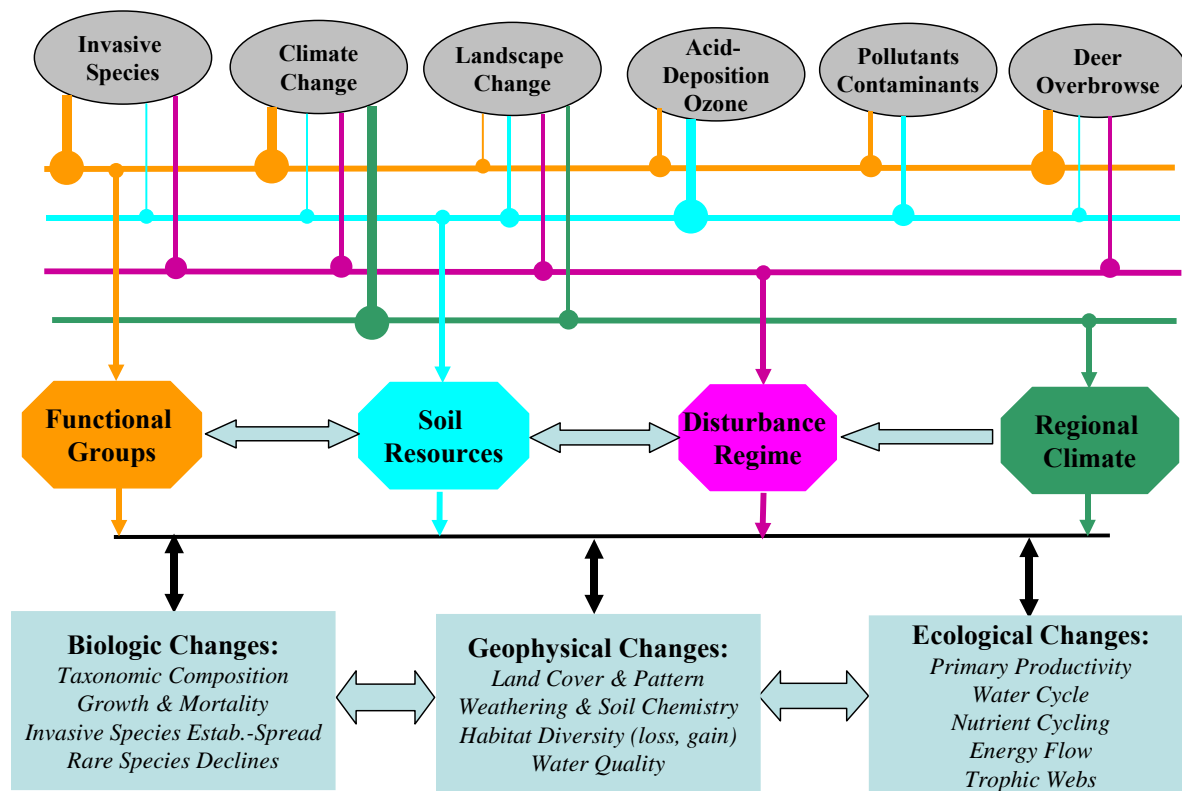 Invasive
Species
Climate
Change
Landscape
Change
Acid-
Deposition
Ozone
Pollutants
Contaminants
Deer
Overbrowse
Functional
Groups
Soil
Resources
Disturbance
Regime
Regional
Climate
Biologic Changes:
Taxonomic Composition
Growth & Mortality
Invasive Species Estab.-Spread
Rare Species Declines
Geophysical Changes:
Land Cover & Pattern
Weathering & Soil Chemistry
Habitat Diversity (loss, gain)
Water Quality
Ecological Changes:
Primary Productivity
Water Cycle
Nutrient Cycling
Energy Flow
Trophic Webs